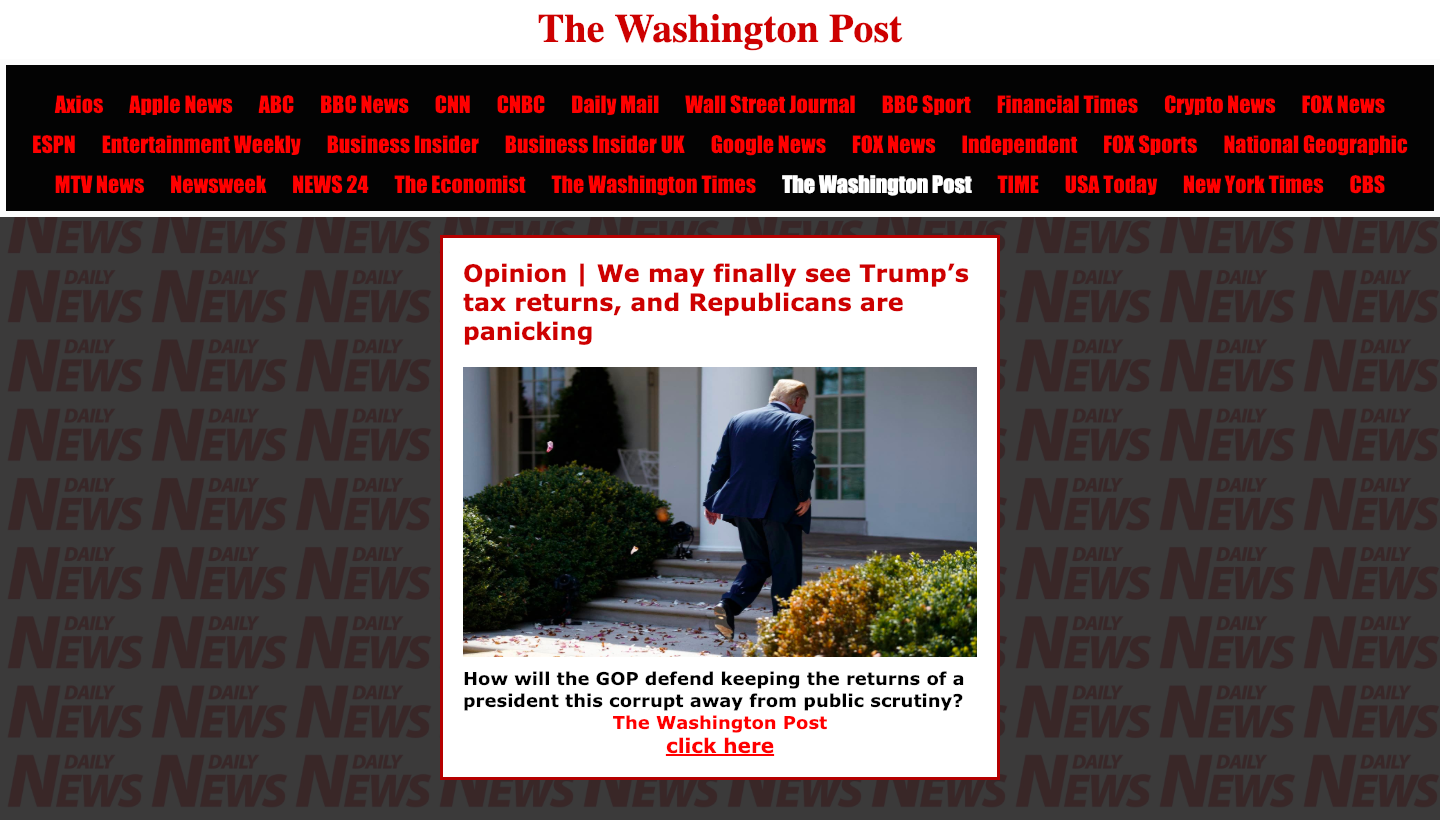 The Washington Post
Axios Apple News ABC BBC News CNN CNBC Daily Mail Wall Street Journal BBC Sport Financial Times Crypto News FOX News
ESPN Entertainment Weekly Business Insider Business Insider UK Google News FOX News Independent FOX Sports National Geographic
MTV News Newsweek NEWS 24 The Economist The Washington Times The Washington Post TIME USA Today New York Times CBS
Opinion | We may finally see Trump’s
tax returns, and Republicans are
panicking
How will the GOP defend keeping the returns of a
president this corrupt away from public scrutiny?
The Washington Post
click here
DAILY
NEWS